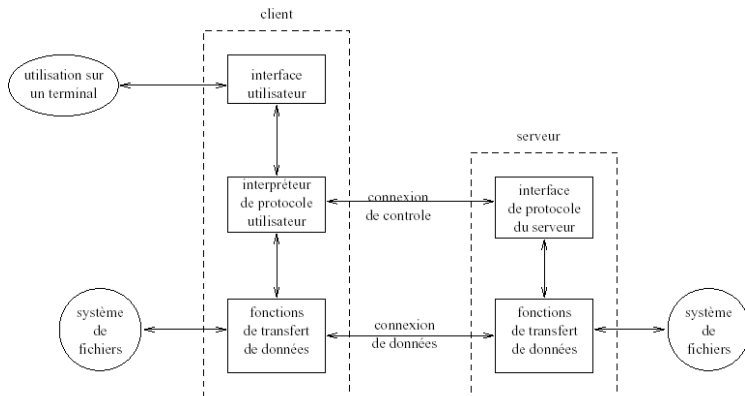 client
utilisation sur
un terminal
interface
utilisateur
serveur
interpréteur
de protocole
utilisateur
connexion
de controle
interface
de protocole
du serveur
système
de
fichiers
fonctions
de transfert
de données
connexion
de données
fonctions
de transfert
de données
système
de
fichiers